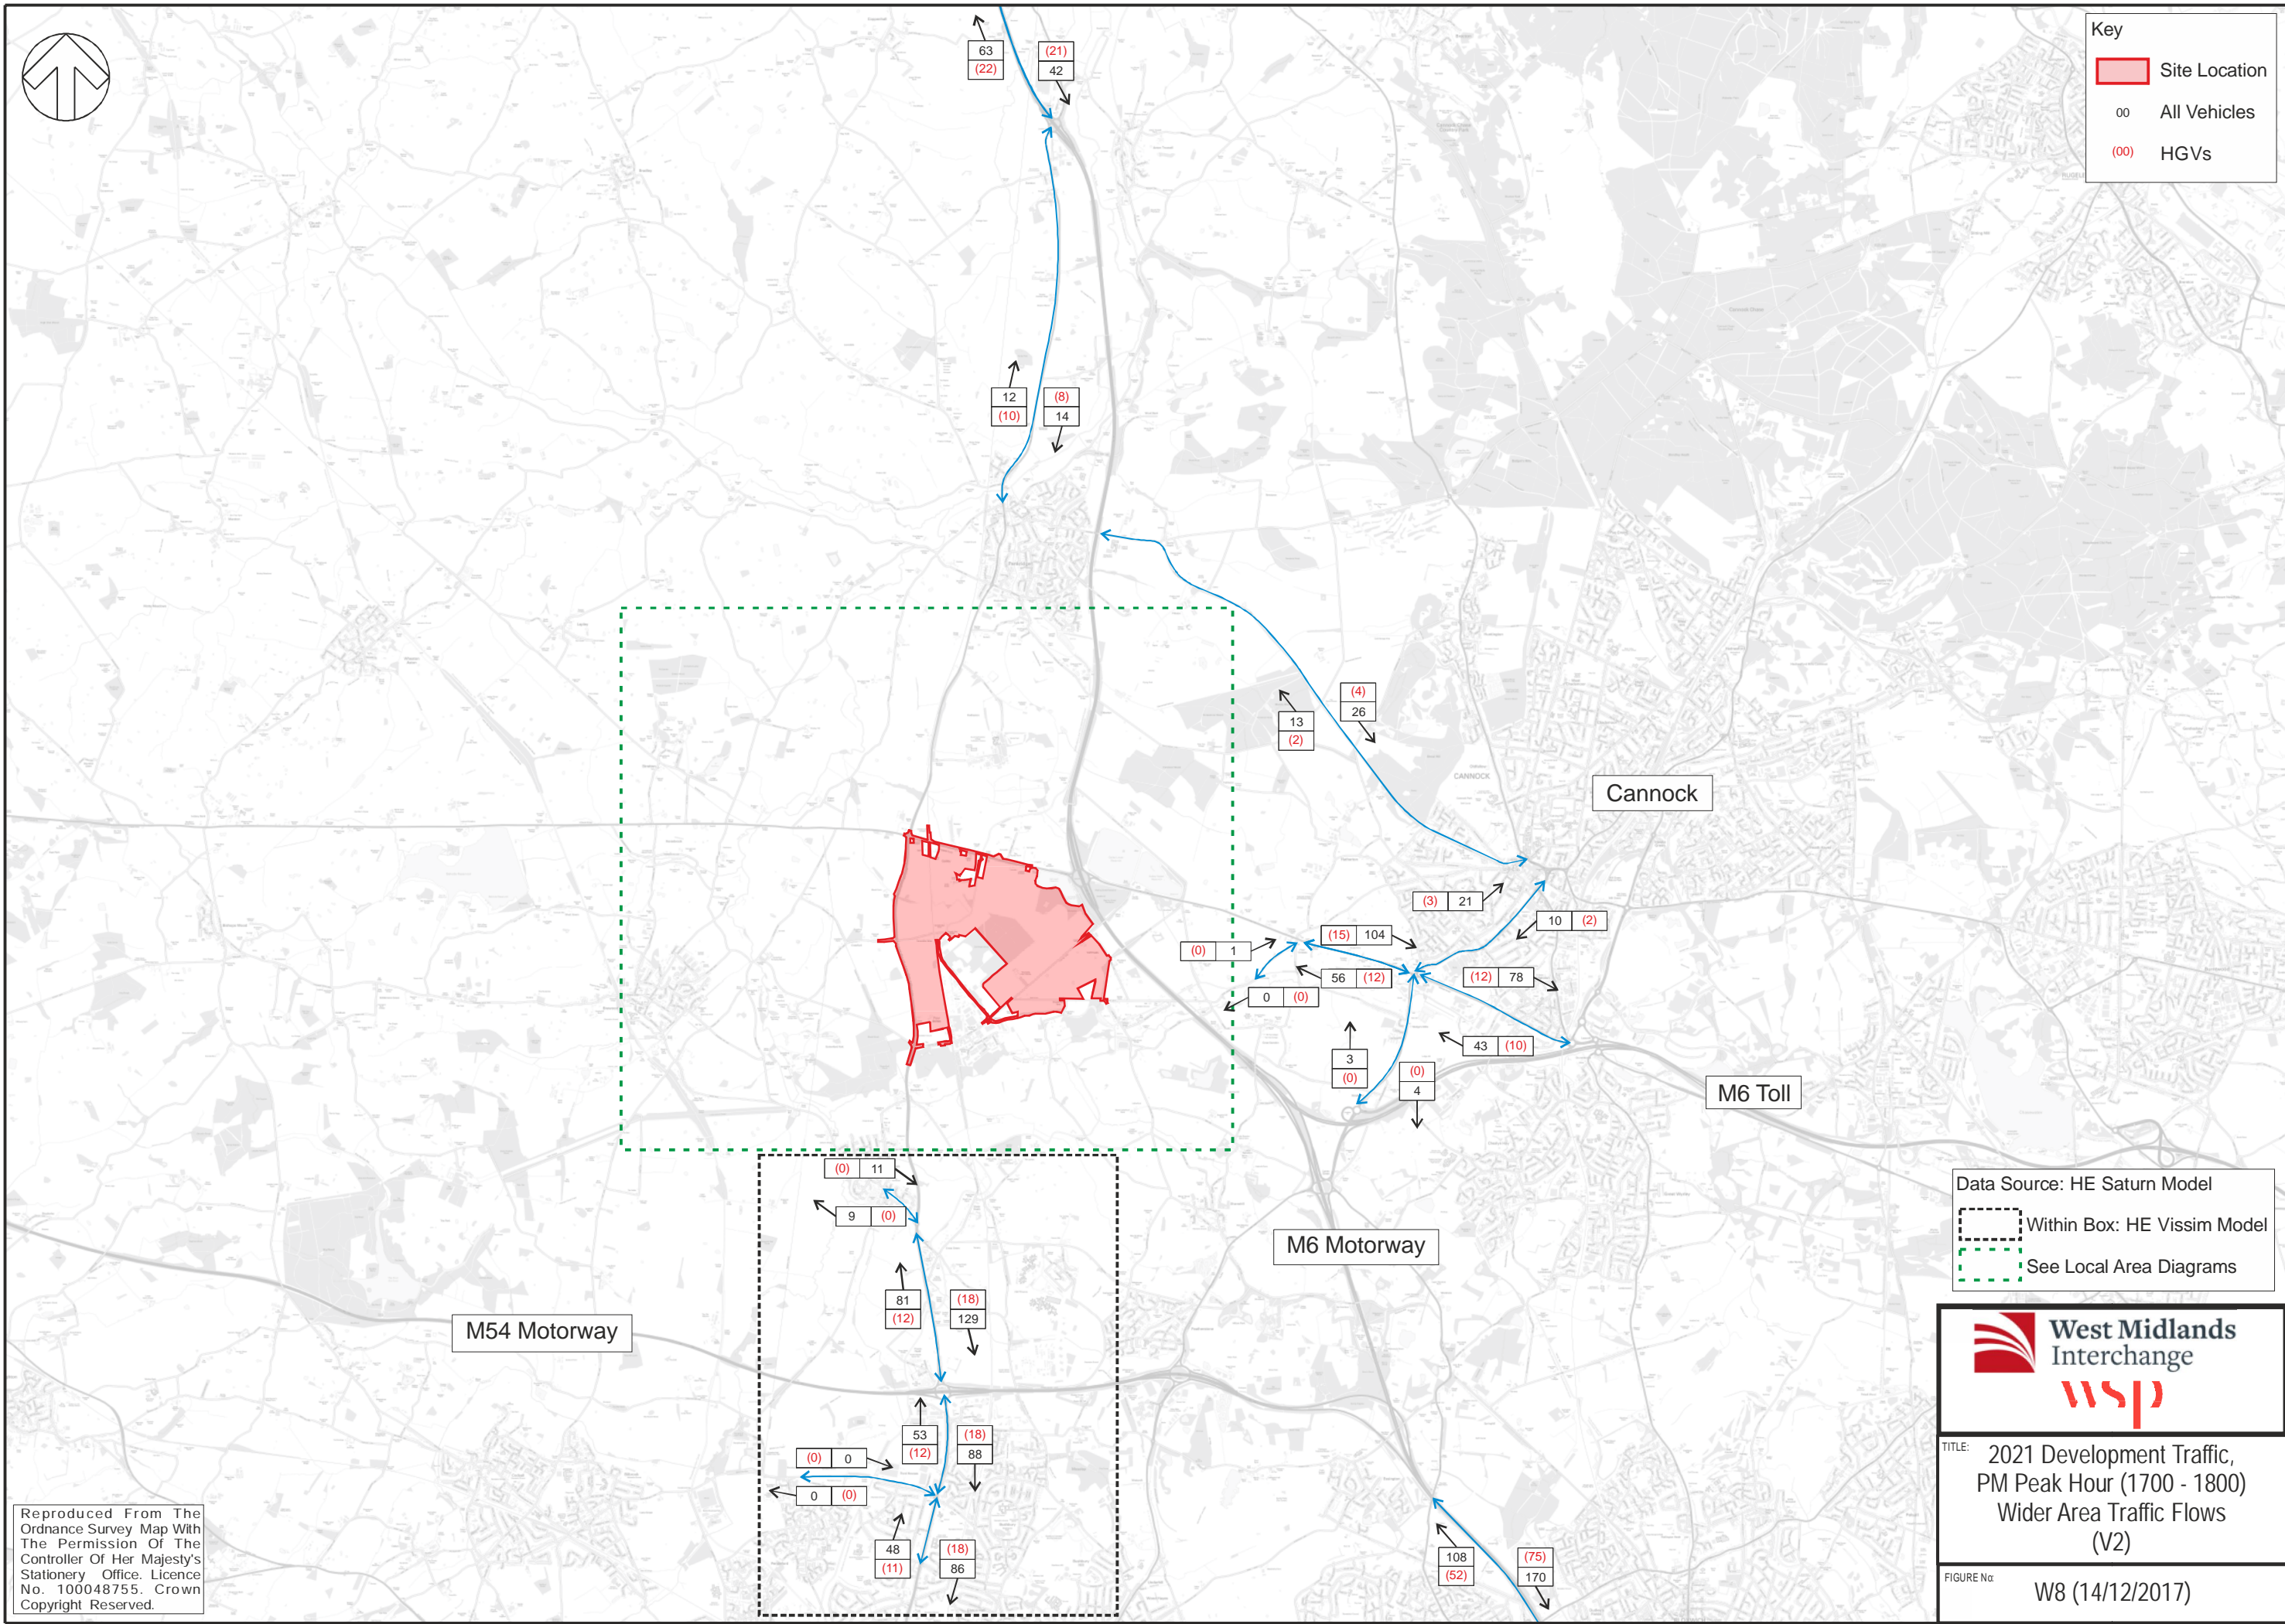 63
(22)
(21)
42
Key
Site Location
00 All Vehicles
(00) HGVs
12
(10)
(8)
14
13
(2)
(4)
26
CANNOCK
Cannock
(3) 21
10 (2)
(0) 1
(15) 104
56 (12)
(12) 78
0 (0)
43 (10)
3
(0)
(0)
4
M6 Toll
(0) 11
9 (0)
M6 Motorway
Data Source: HE Saturn Model
Within Box: HE Vissim Model
See Local Area Diagrams
81
(12)
(18)
129
M54 Motorway
53
(12)
(18)
88
(0) 0
0 (0)
48
(11)
(18)
86
108
(52)
(75)
170
West Midlands
Interchange
wsp
TITLE: 2021 Development Traffic,
PM Peak Hour (1700 - 1800)
Wider Area Traffic Flows
(V2)
FIGURE No: W8 (14/12/2017)
Reproduced From The
Ordnance Survey Map With
The Permission Of The
Controller Of Her Majesty's
Stationery Office. Licence
No. 100048755. Crown
Copyright Reserved.